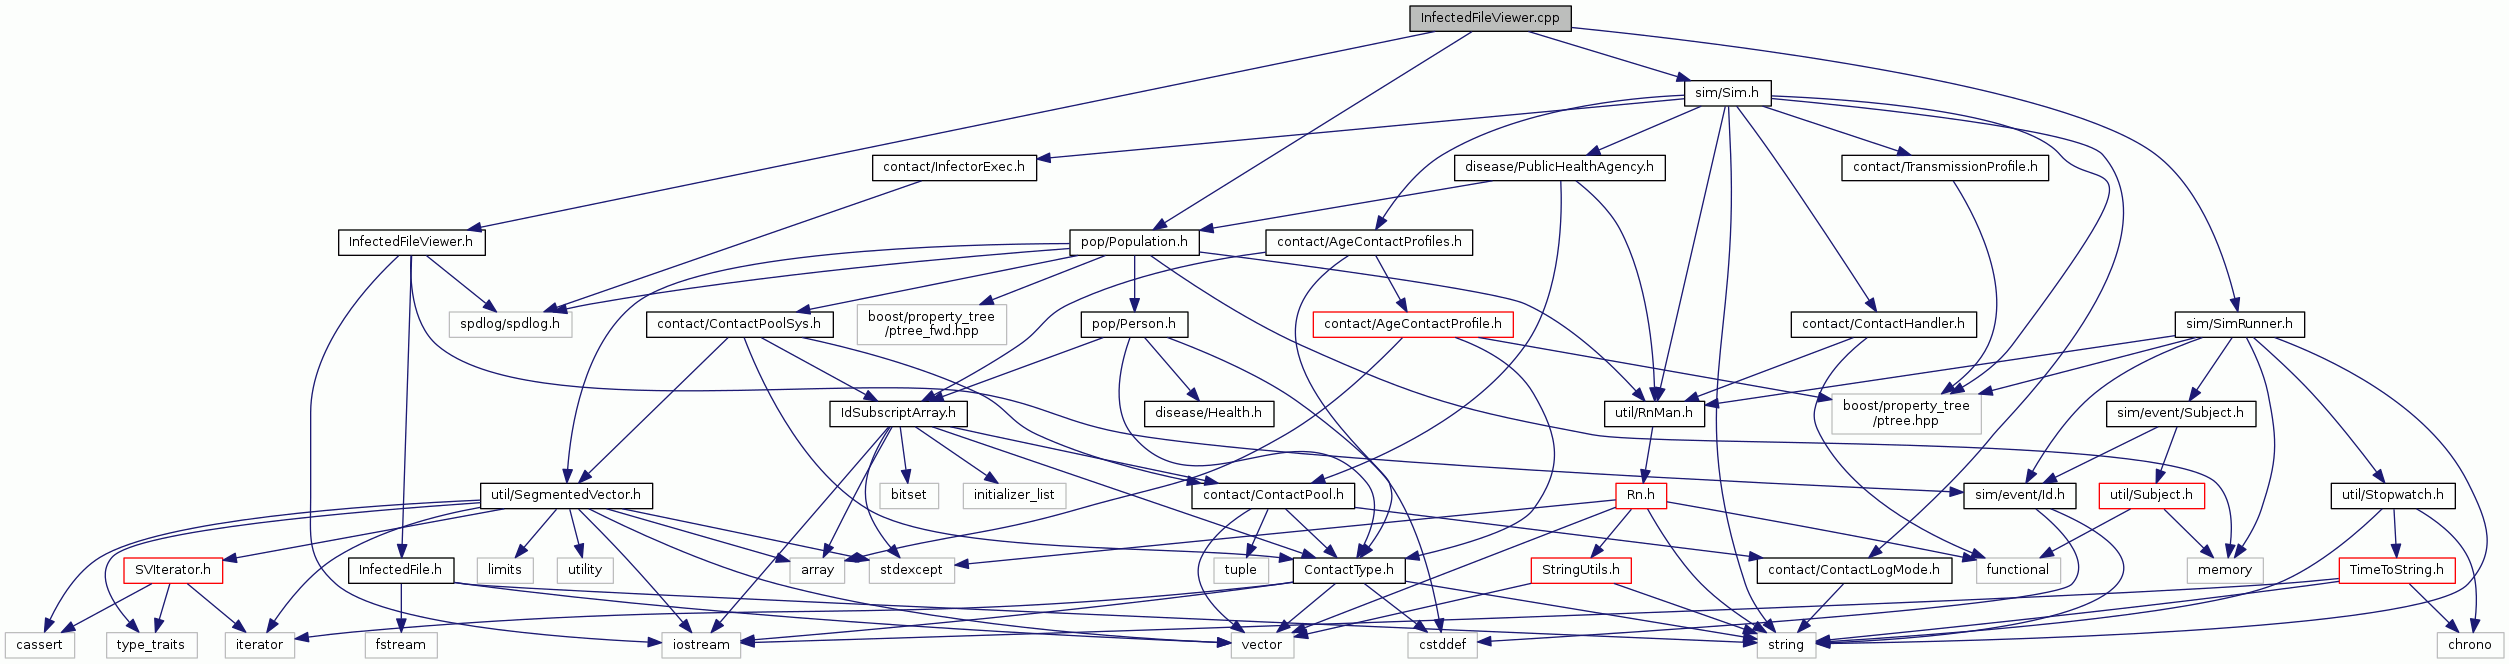 InfectedFileViewer.cpp
sim/Sim.h
contact/InfectorExec.h
disease/PublicHealthAgency.h
contact/TransmissionProfile.h
InfectedFileViewer.h
pop/Population.h
contact/AgeContactProfiles.h
spdlog/spdlog.h
contact/ContactPoolSys.h
boost/property_tree
/ptree_fwd.hpp
pop/Person.h
contact/AgeContactProfile.h
contact/ContactHandler.h
sim/SimRunner.h
IdSubscriptArray.h
disease/Health.h
util/RnMan.h
boost/property_tree
/ptree.hpp
sim/event/Subject.h
util/SegmentedVector.h
bitset
initializer_list
contact/ContactPool.h
Rn.h
sim/event/Id.h
util/Subject.h
util/Stopwatch.h
SVIterator.h
InfectedFile.h
limits
utility
array
stdexcept
tuple
ContactType.h
StringUtils.h
contact/ContactLogMode.h
functional
memory
TimeToString.h
cassert
type_traits
iterator
fstream
iostream
vector
cstddef
string
chrono